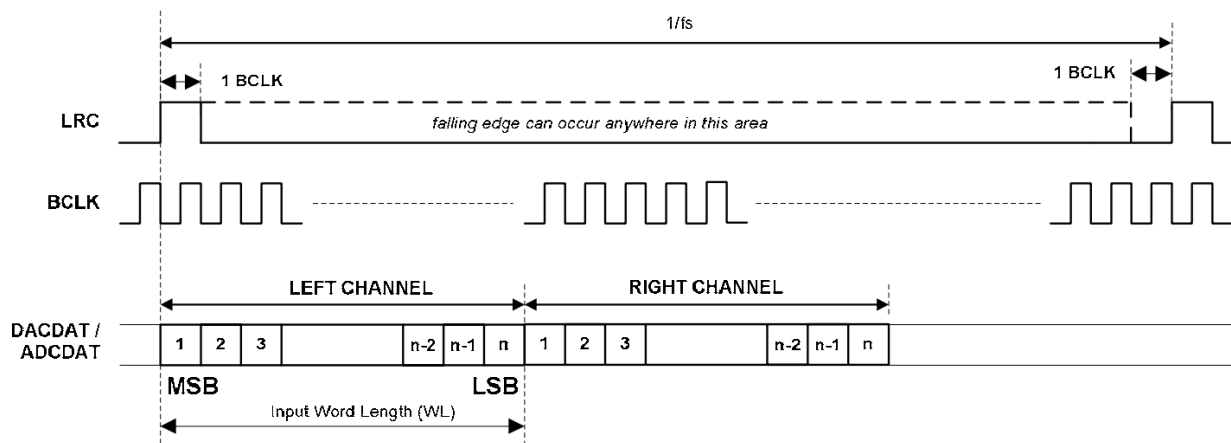 1/fs
1 BCLK
1 BCLK
LRC
falling edge can occur anywhere in this area
BCLK
LEFT CHANNEL
RIGHT CHANNEL
DACDAT /
ADCDAT
1 2 3 n-2 n-1 n 1 2 3 n-2 n-1 n
MSB LSB
Input Word Length (WL)